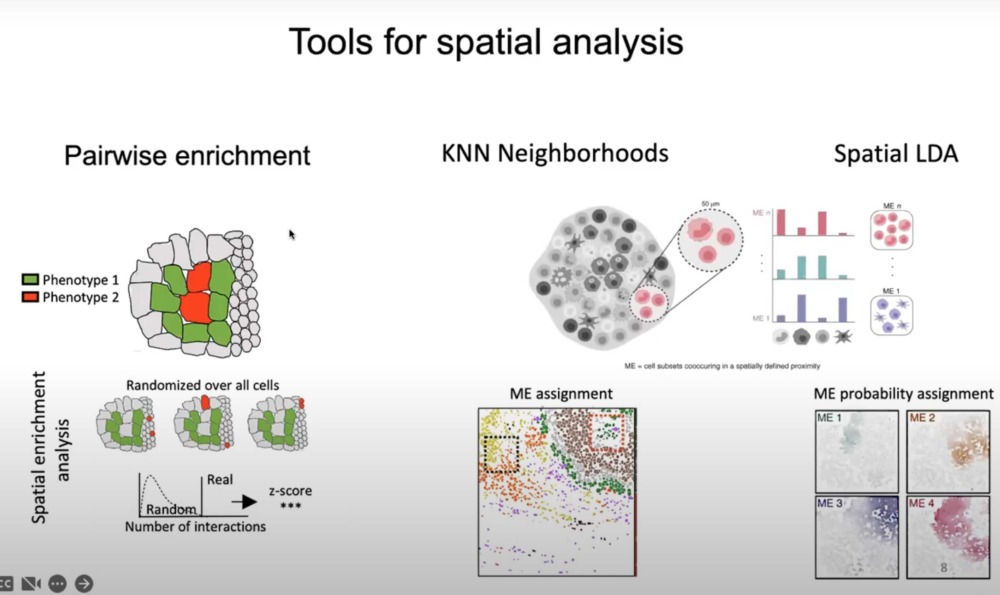 Tools for spatial analysis
Pairwise enrichment
Phenotype 1
Phenotype 2
Spatial enrichment
analysis
Randomized over all cells
Real
Random
z-score
***
Number of interactions
KNN Neighborhoods
Spatial LDA
50 µm
ME n
ME 1
ME n
ME 1
ME = cell subsets cooccuring in a spatially defined proximity
ME assignment
ME probability assignment
ME 1
ME 2
ME 3
ME 4
8
CC